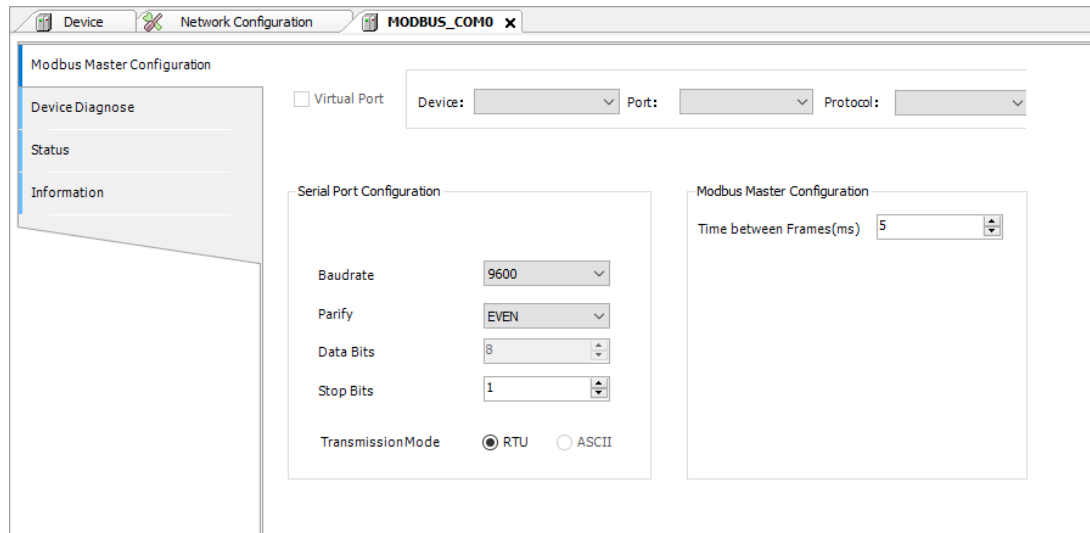 Device
Network Configuration
MODBUS_COM0 x
Modbus Master Configuration
Device Diagnose
Status
Information
Virtual Port
Device:
Port:
Protocol:
Serial Port Configuration
Baudrate 9600
Parify EVEN
Data Bits 8
Stop Bits 1
TransmissionMode RTU ASCII
Modbus Master Configuration
Time between Frames(ms) 5